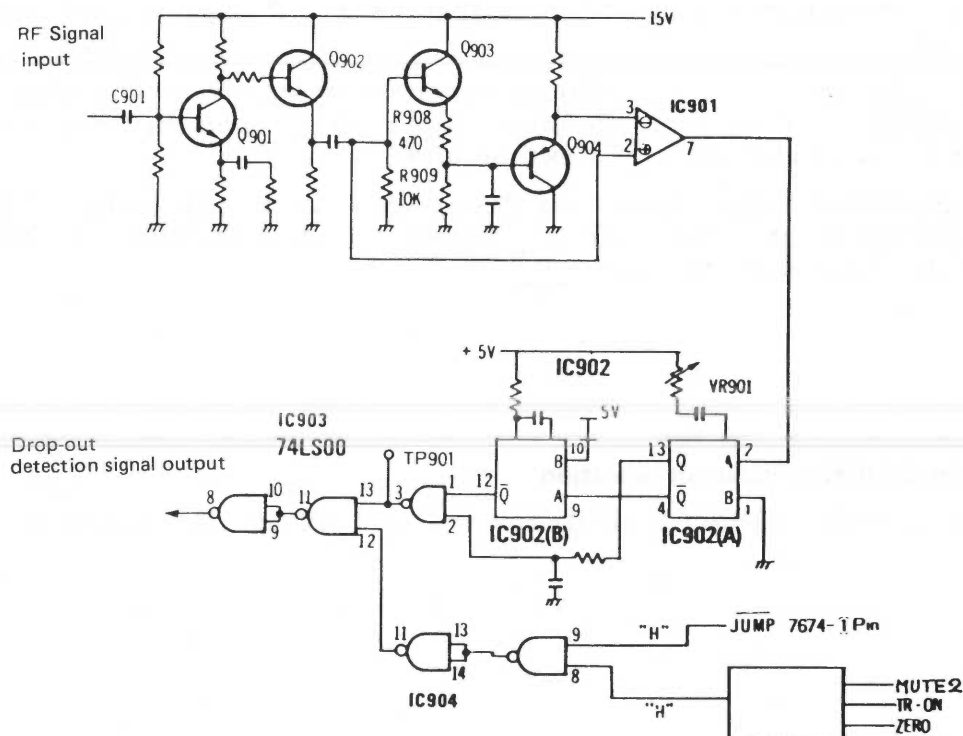 15V
RF Signal
input
C901
Q901
Q902
Q903
R908
470
R909
10K
Q904
IC901
3
2
7
+ 5V
IC902
VR901
5V
IC903
74LS00
Drop-out
detection signal output
TP901
8
10
9
11
13
12
3
1
2
12
Q̅
B
10
A
9
IC902(B)
13
Q
A
2
Q̅
4
B
1
IC902(A)
11
13
14
IC904
9
8
"H"
J̅U̅M̅P̅ 7674-1 Pin
"H"
MUTE2
TR-ON
ZERO